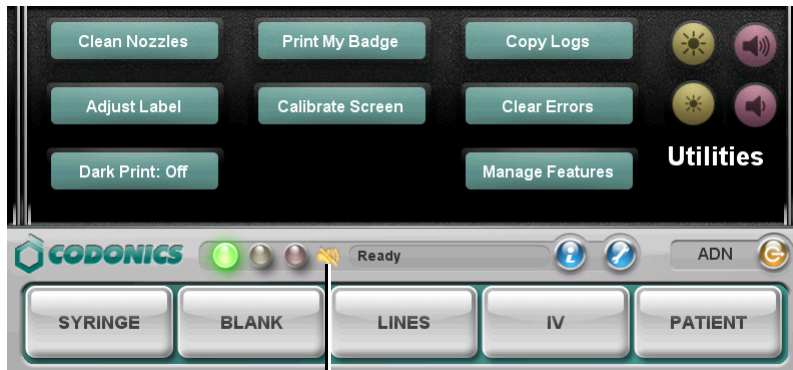 Clean Nozzles Print My Badge Copy Logs
Adjust Label Calibrate Screen Clear Errors
Dark Print: Off Manage Features Utilities
CODONICS Ready ADN
SYRINGE BLANK LINES IV PATIENT